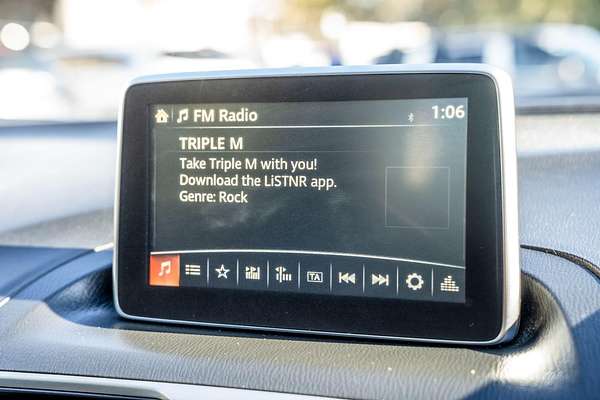 FM Radio
1:06
TRIPLE M
Take Triple M with you!
Download the LiSTNR app.
Genre: Rock
TA